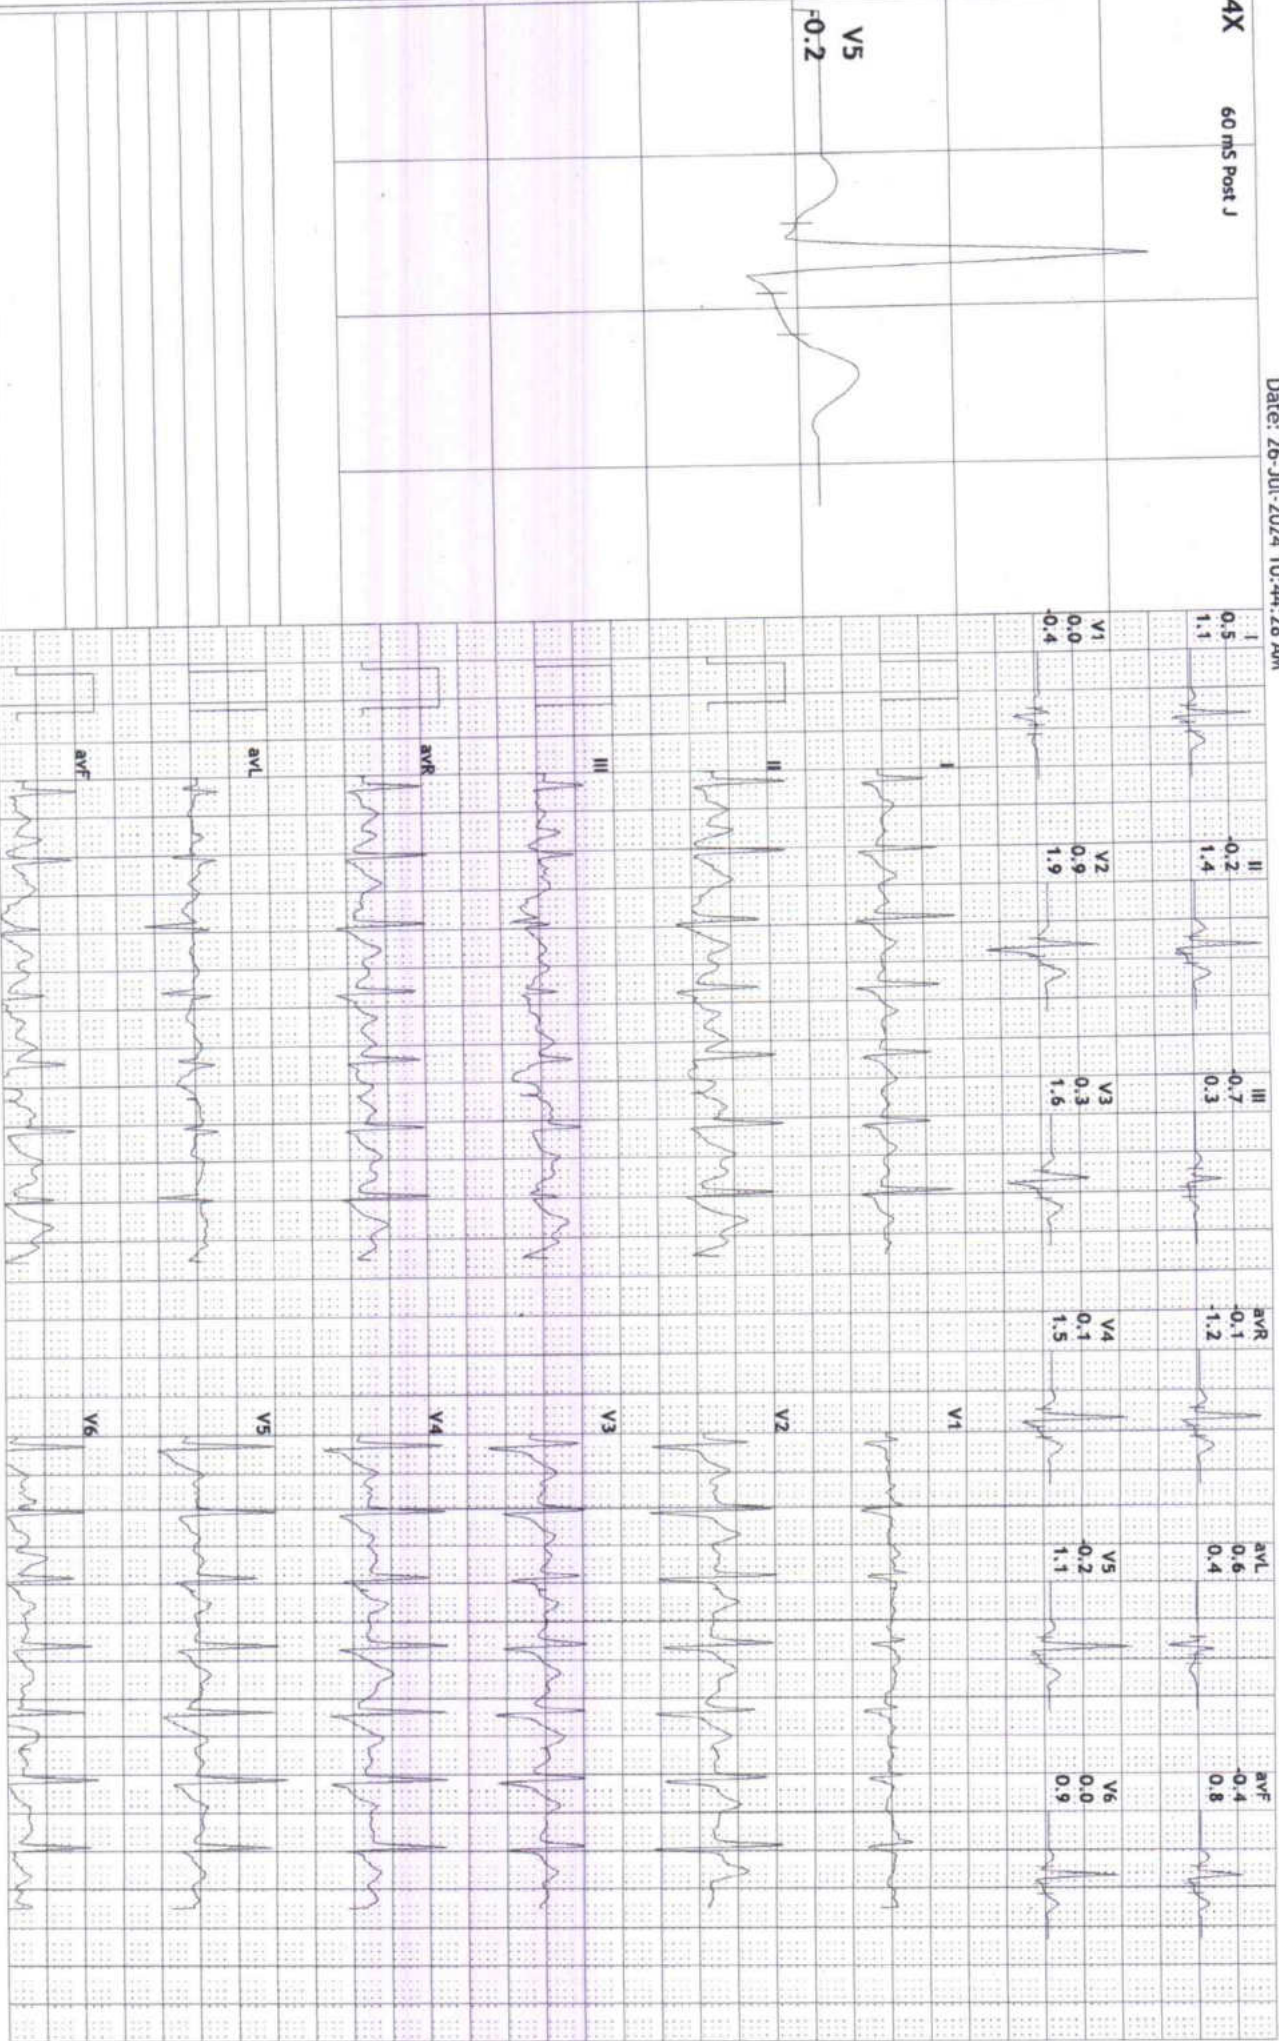 4X 60 mS Post J
Date: 26-Jul-2024 10:44:28 AM
V5
-0.2
I II III avR avL avF
0.5 -0.2 -0.7 -0.1 0.6 -0.4
1.1 1.4 0.3 -1.2 0.4 0.8
V1 V2 V3 V4 V5 V6
0.0 0.9 0.3 0.1 -0.2 0.0
-0.4 1.9 1.6 1.5 1.1 0.9
I V1
II V2
III V3
avR V4
avL V5
avF V6